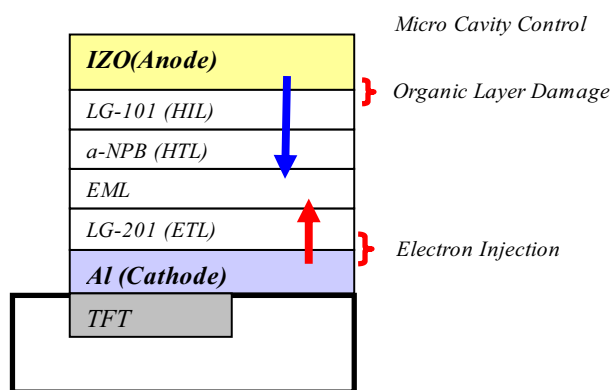 Micro Cavity Control
IZO(Anode)
Organic Layer Damage
LG-101 (HIL)
a-NPB (HTL)
EML
LG-201 (ETL)
Electron Injection
Al (Cathode)
TFT